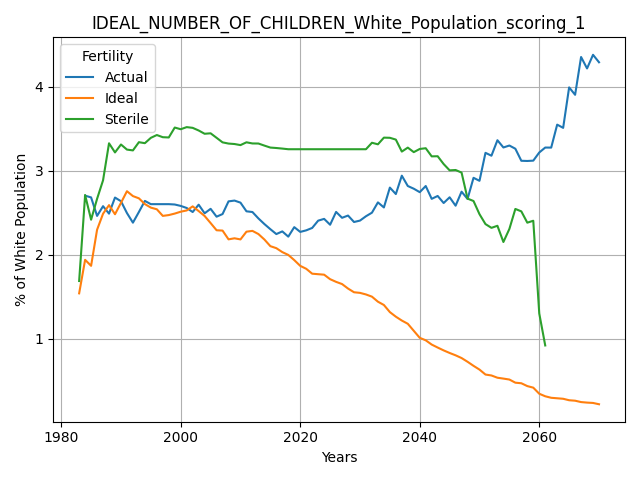 IDEAL_NUMBER_OF_CHILDREN_White_Population_scoring_1
Fertility
Actual
Ideal
Sterile
% of White Population
4
3
2
1
1980 2000 2020 2040 2060
Years